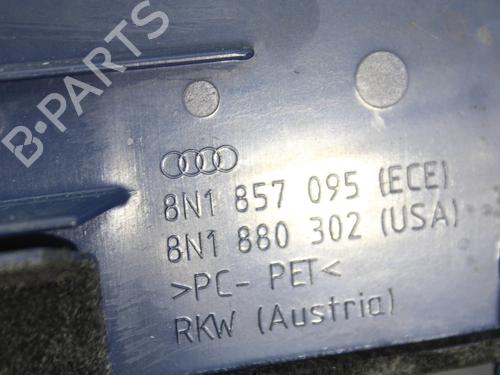 B-PARTS
8N1 857 095 (ECE)
8N1 880 302 (USA)
>PC- PET<
RKW (Austria)